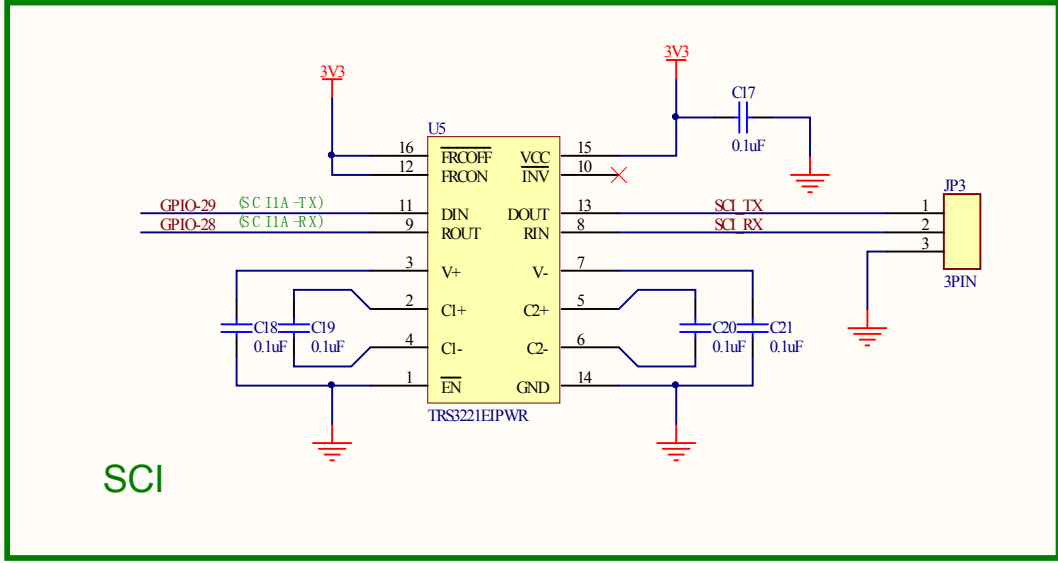 3V3
3V3
C17
0.1uF
U5
16 FRCOFF VCC 15
12 FRCON INV 10
JP3
GPIO-29 (SCI1A-TX) 11 DIN DOUT 13 SCI_TX 1
GPIO-28 (SCI1A-RX) 9 ROUT RIN 8 SCI_RX 2
3
3 V+ V- 7
3PIN
2 C1+ C2+ 5
C18 C19 C20 C21
0.1uF 0.1uF 0.1uF 0.1uF
4 C1- C2- 6
1 EN GND 14
TRS3221EIPWR
SCI